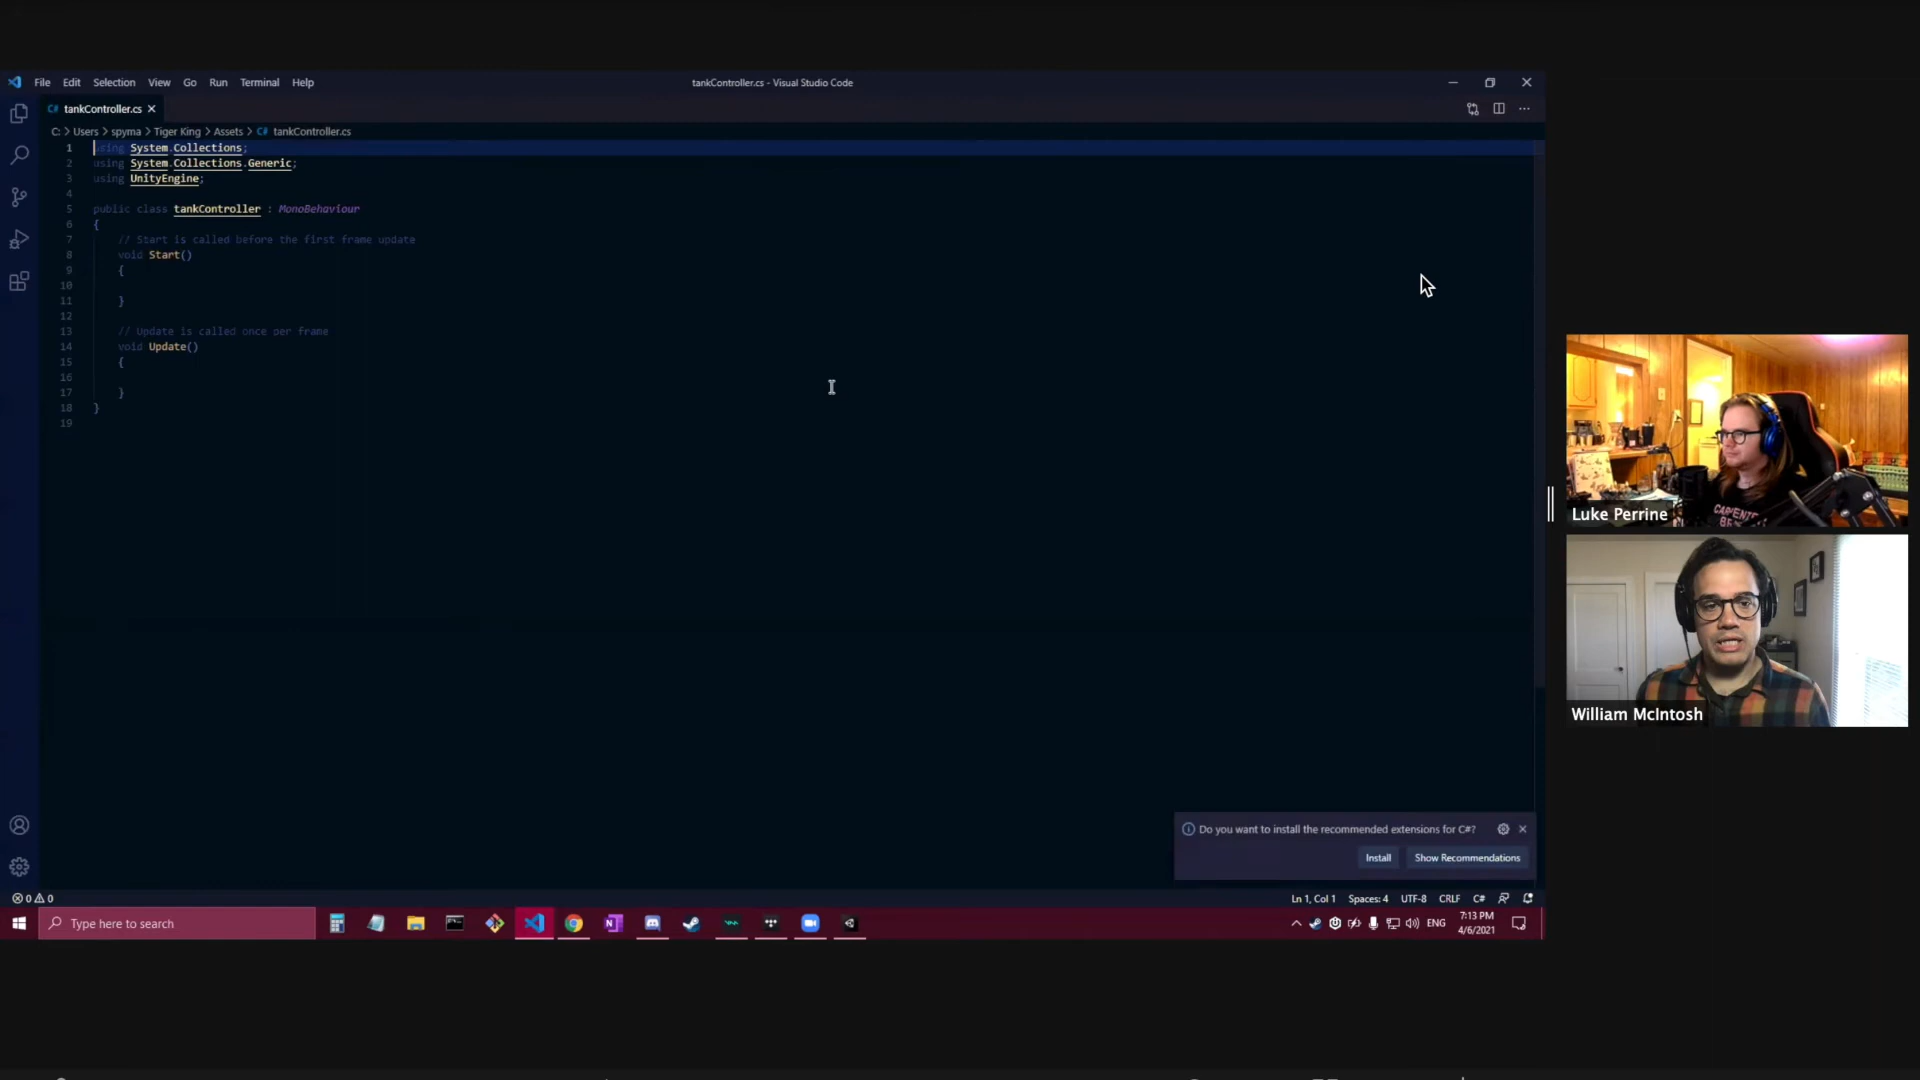 File Edit Selection View Go Run Terminal Help
tankController.cs - Visual Studio Code
C# tankController.cs
C: > Users > spyma > Tiger King > Assets > C# tankController.cs
1 using System.Collections;
2 using System.Collections.Generic;
3 using UnityEngine;
4
5 public class tankController : MonoBehaviour
6 {
7 // Start is called before the first frame update
8 void Start()
9 {
10
11 }
12
13 // Update is called once per frame
14 void Update()
15 {
16
17 }
18 }
19
Luke Perrine
William McIntosh
Do you want to install the recommended extensions for C#?
Install Show Recommendations
0 0
Ln 1, Col 1 Spaces: 4 UTF-8 CRLF C#
Type here to search
ENG
7:13 PM
4/6/2021